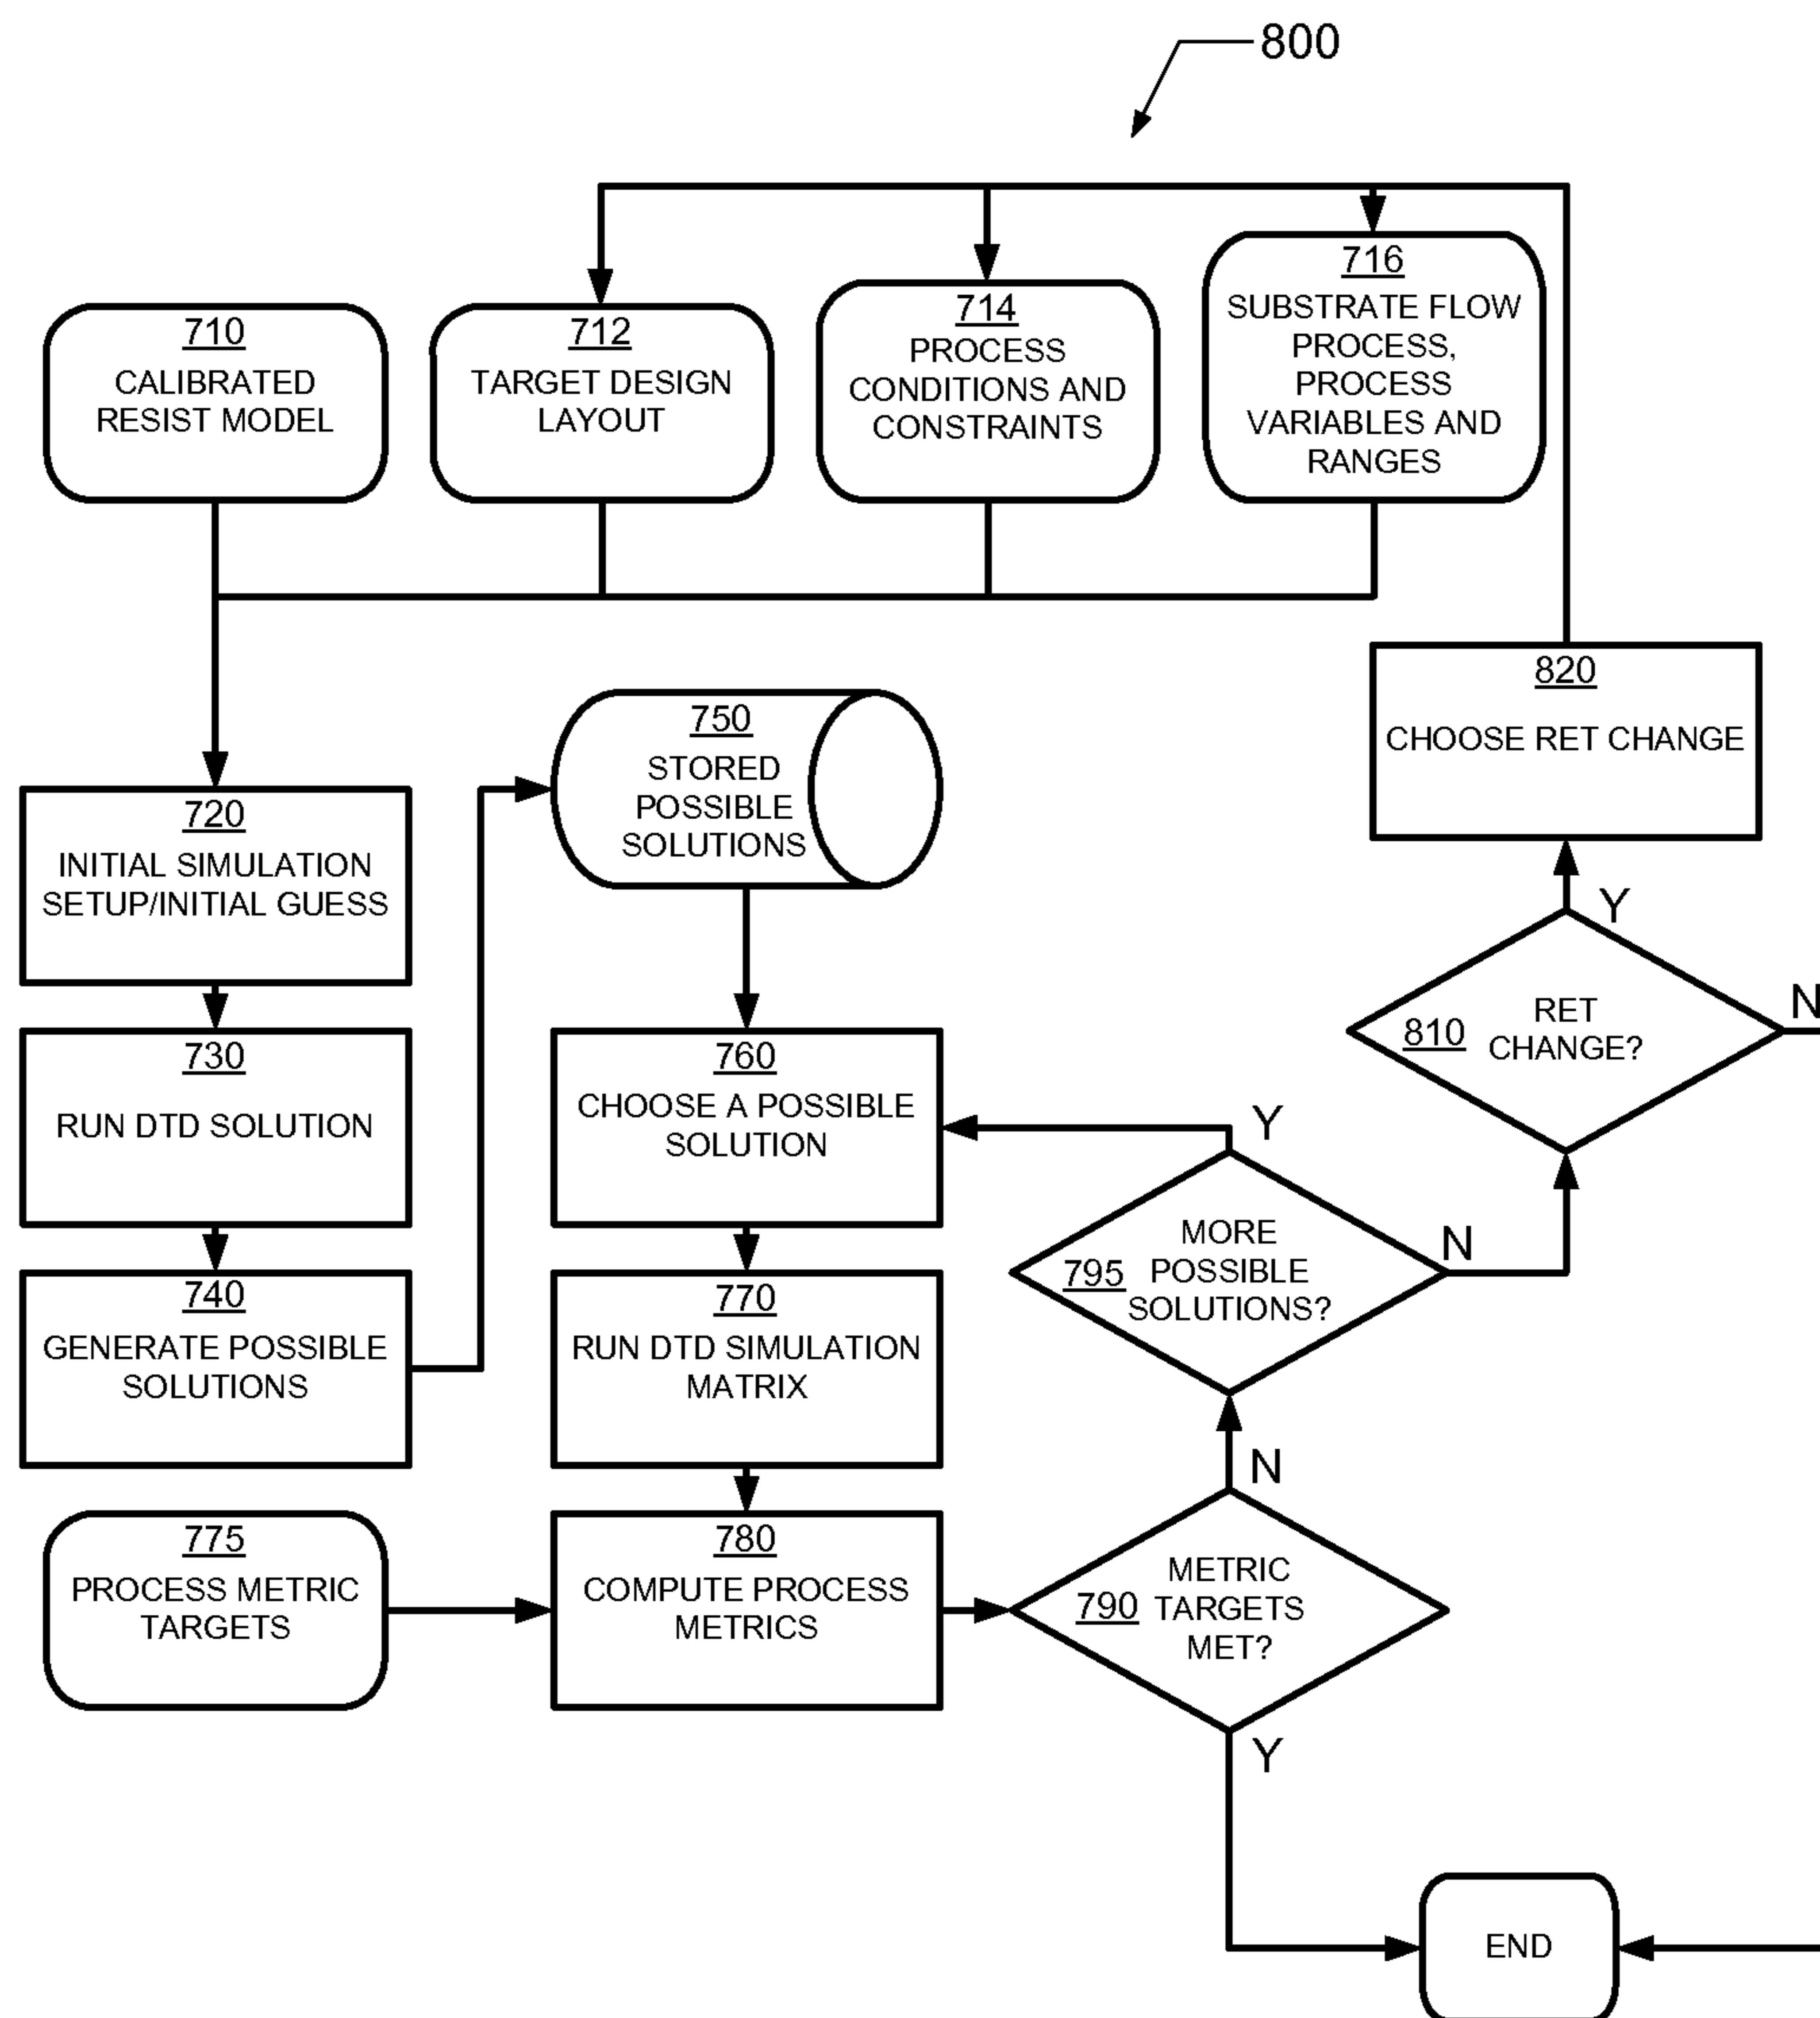 800
710
CALIBRATED
RESIST MODEL
712
TARGET DESIGN
LAYOUT
714
PROCESS
CONDITIONS AND
CONSTRAINTS
716
SUBSTRATE FLOW
PROCESS,
PROCESS
VARIABLES AND
RANGES
720
INITIAL SIMULATION
SETUP/INITIAL GUESS
730
RUN DTD SOLUTION
740
GENERATE POSSIBLE
SOLUTIONS
750
STORED
POSSIBLE
SOLUTIONS
760
CHOOSE A POSSIBLE
SOLUTION
770
RUN DTD SIMULATION
MATRIX
775
PROCESS METRIC
TARGETS
780
COMPUTE PROCESS
METRICS
790
METRIC
TARGETS
MET?
N
Y
795
MORE
POSSIBLE
SOLUTIONS?
Y
N
810
RET
CHANGE?
Y
N
820
CHOOSE RET CHANGE
END